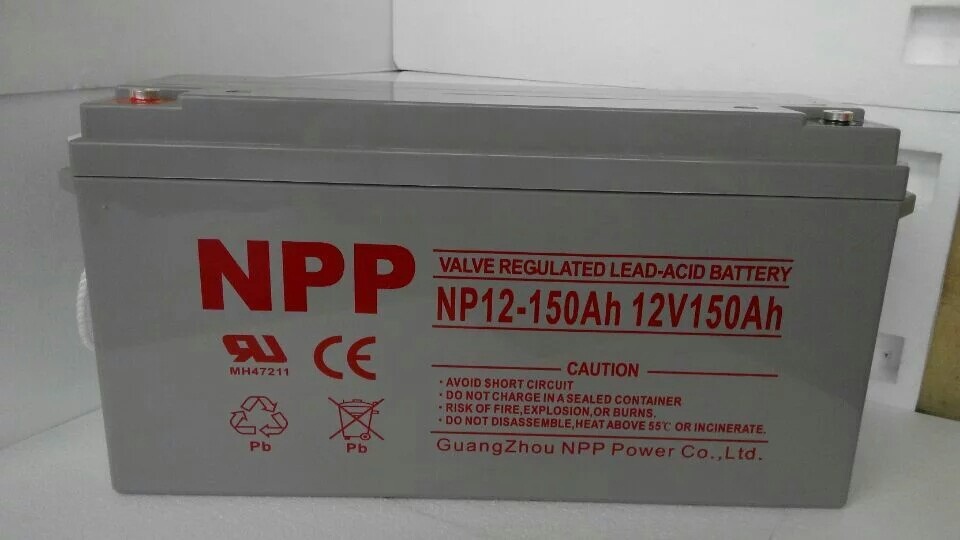 NPP
VALVE REGULATED LEAD-ACID BATTERY
NP12-150Ah 12V150Ah
RU
MH47211
CE
CAUTION
· AVOID SHORT CIRCUIT
· DO NOT CHARGE IN A SEALED CONTAINER
· RISK OF FIRE,EXPLOSION,OR BURNS.
· DO NOT DISASSEMBLE,HEAT ABOVE 55℃ OR INCINERATE.
Pb
Pb
GuangZhou NPP Power Co.,Ltd.